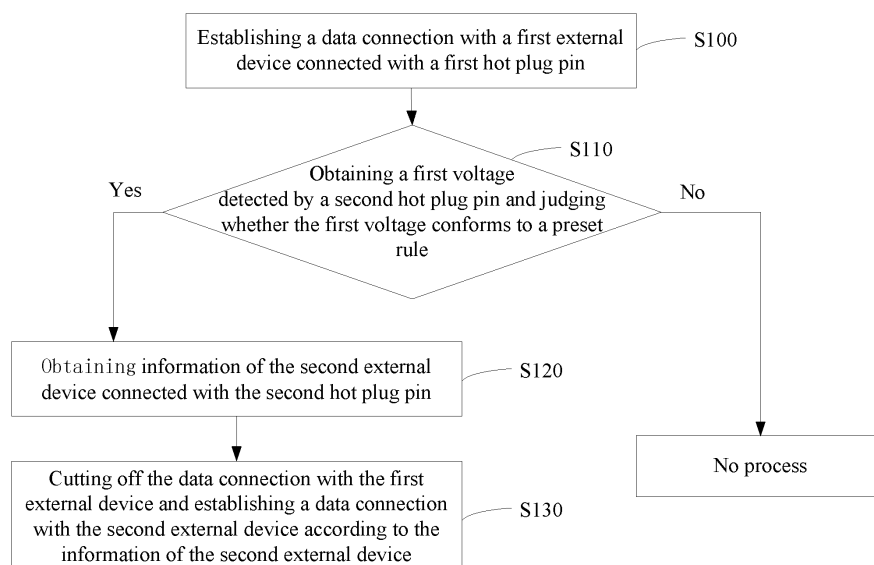 Establishing a data connection with a first external
device connected with a first hot plug pin
S100
S110
Obtaining a first voltage
detected by a second hot plug pin and judging
whether the first voltage conforms to a preset
rule
Yes
No
Obtaining information of the second external
device connected with the second hot plug pin
S120
No process
Cutting off the data connection with the first
external device and establishing a data connection
with the second external device according to the
information of the second external device
S130